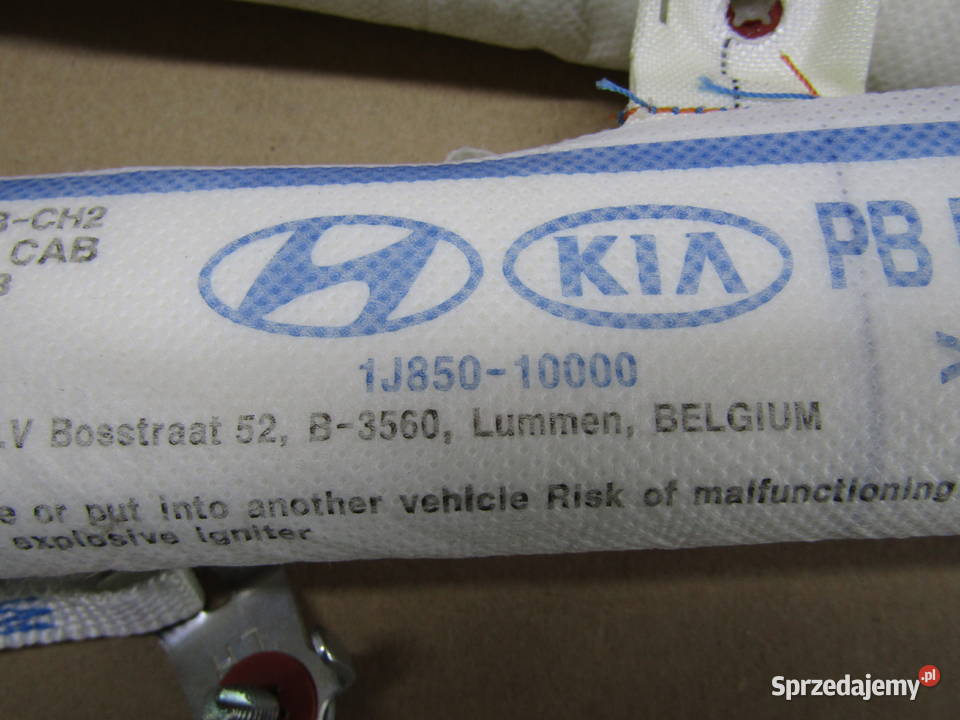 B-CH2
CAB
KIA
PB
1J850-10000
.V Bosstraat 52, B-3560, Lummen, BELGIUM
or put into another vehicle Risk of malfunctioning
explosive igniter
Sprzedajemy.pl